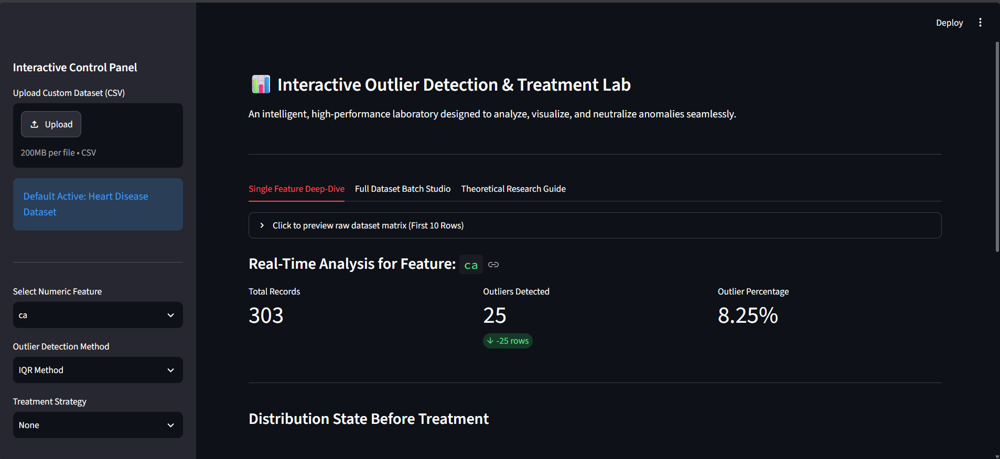 Deploy
Interactive Control Panel
Upload Custom Dataset (CSV)
Upload
200MB per file • CSV
Default Active: Heart Disease
Dataset
Select Numeric Feature
ca
Outlier Detection Method
IQR Method
Treatment Strategy
None
Interactive Outlier Detection & Treatment Lab
An intelligent, high-performance laboratory designed to analyze, visualize, and neutralize anomalies seamlessly.
Single Feature Deep-Dive Full Dataset Batch Studio Theoretical Research Guide
Click to preview raw dataset matrix (First 10 Rows)
Real-Time Analysis for Feature: ca
Total Records Outliers Detected Outlier Percentage
303 25 8.25%
↓ -25 rows
Distribution State Before Treatment